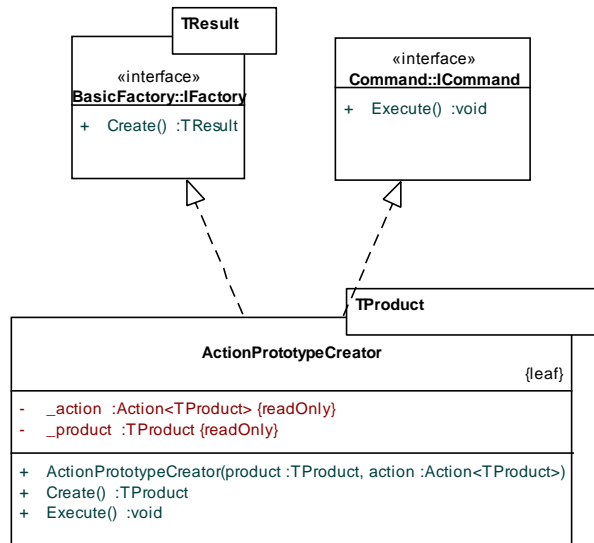 TResult
«interface»
BasicFactory::IFactory
+ Create() :TResult
«interface»
Command::ICommand
+ Execute() :void
TProduct
ActionPrototypeCreator
{leaf}
- _action :Action<TProduct> {readOnly}
- _product :TProduct {readOnly}
+ ActionPrototypeCreator(product :TProduct, action :Action<TProduct>)
+ Create() :TProduct
+ Execute() :void